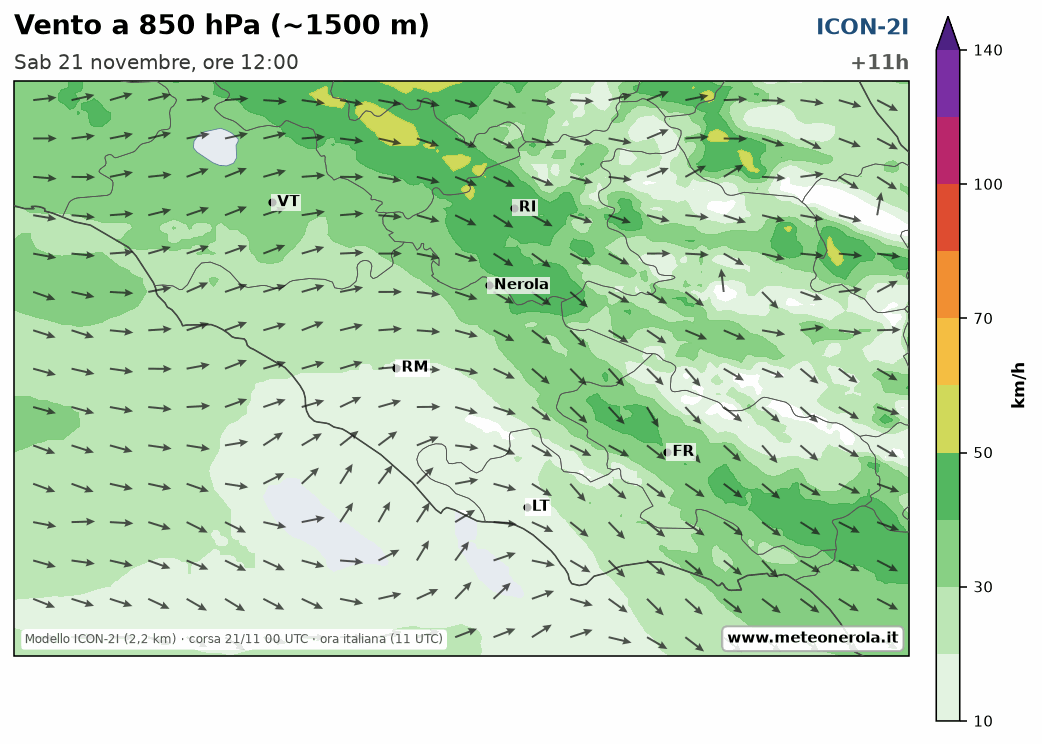 Vento a 850 hPa (~1500 m)
ICON-2I
Sab 21 novembre, ore 12:00
+11h
VT
RI
Nerola
RM
FR
LT
Modello ICON-2I (2,2 km) · corsa 21/11 00 UTC · ora italiana (11 UTC)
www.meteonerola.it
140
100
70
50
30
10
km/h